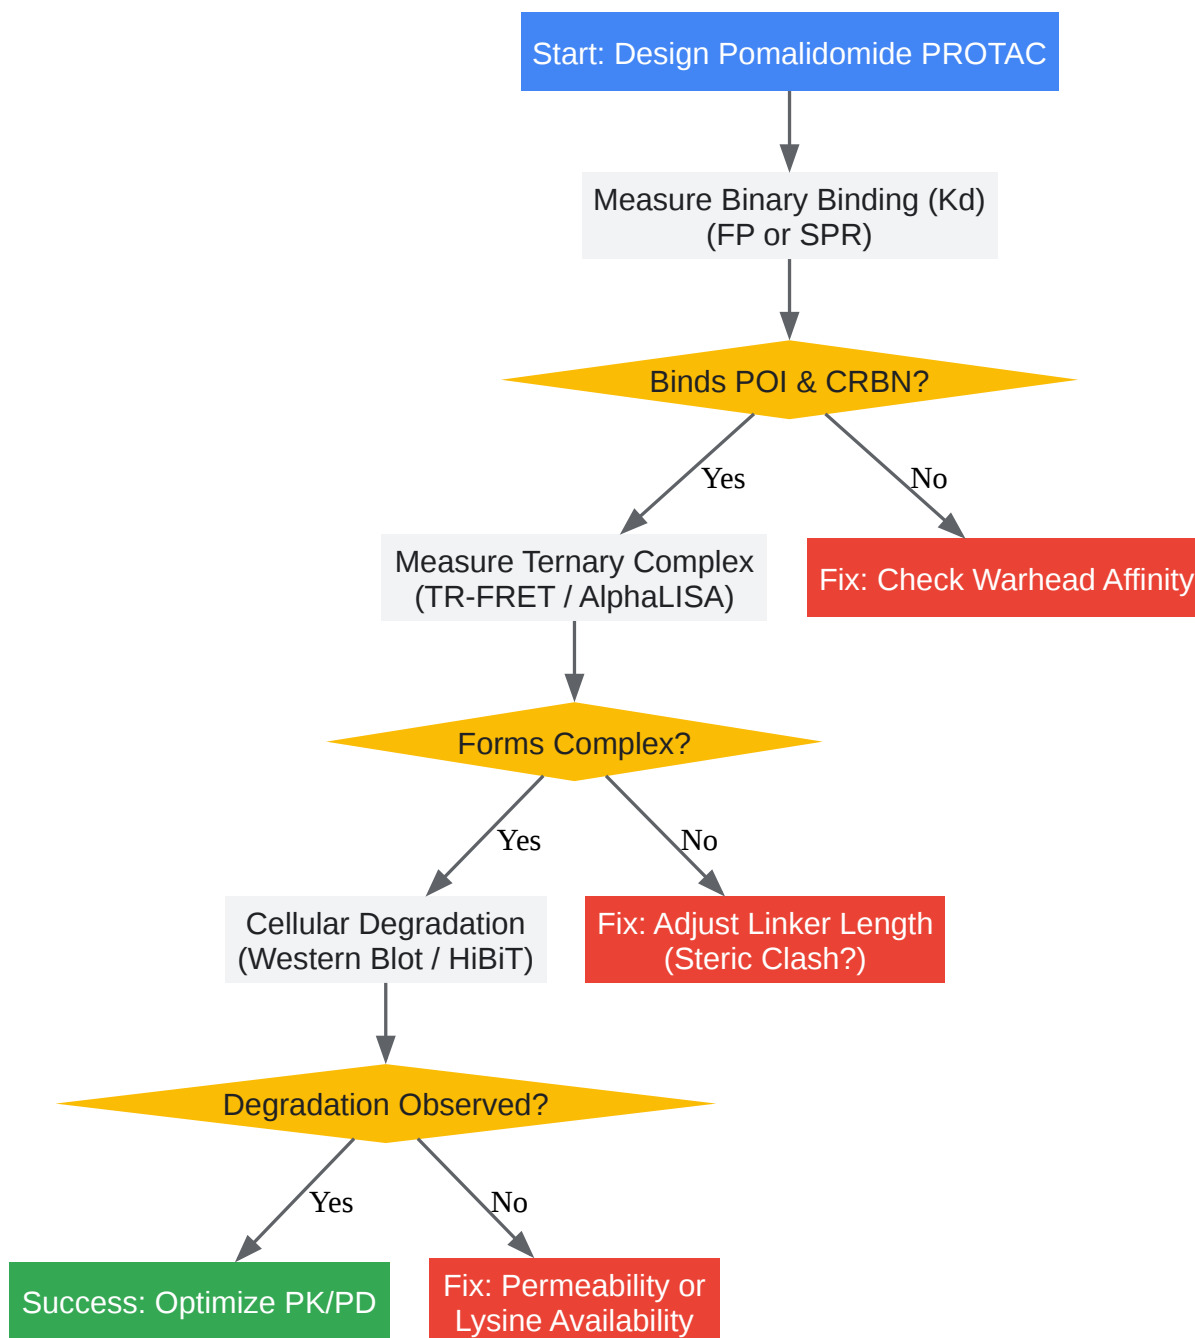 Start: Design Pomalidomide PROTAC
Measure Binary Binding (Kd)
(FP or SPR)
Binds POI & CRBN?
Yes
No
Measure Ternary Complex
(TR-FRET / AlphaLISA)
Fix: Check Warhead Affinity
Forms Complex?
Yes
No
Cellular Degradation
(Western Blot / HiBiT)
Fix: Adjust Linker Length
(Steric Clash?)
Degradation Observed?
Yes
No
Success: Optimize PK/PD
Fix: Permeability or
Lysine Availability